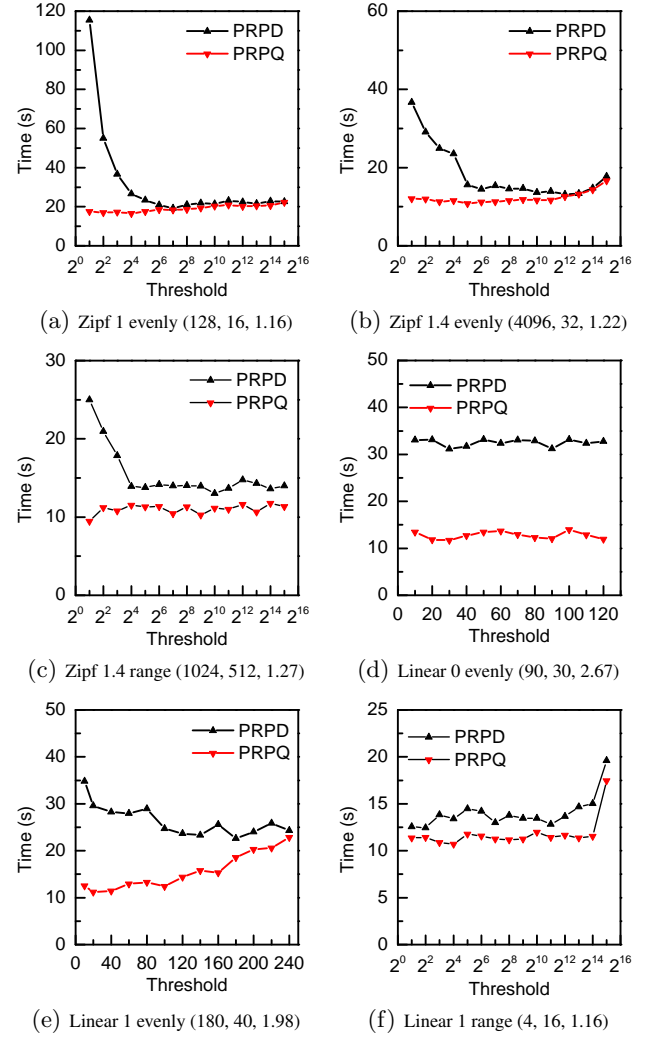 120
100
80
60
40
20
0
Time (s)
PRPD
PRPQ
2^0 2^2 2^4 2^6 2^8 2^10 2^12 2^14 2^16
Threshold
(a) Zipf 1 evenly (128, 16, 1.16)
60
40
20
0
Time (s)
PRPD
PRPQ
2^0 2^2 2^4 2^6 2^8 2^10 2^12 2^14 2^16
Threshold
(b) Zipf 1.4 evenly (4096, 32, 1.22)
30
20
10
0
Time (s)
PRPD
PRPQ
2^0 2^2 2^4 2^6 2^8 2^10 2^12 2^14 2^16
Threshold
(c) Zipf 1.4 range (1024, 512, 1.27)
50
40
30
20
10
0
Time (s)
PRPD
PRPQ
0 20 40 60 80 100 120
Threshold
(d) Linear 0 evenly (90, 30, 2.67)
50
40
30
20
10
0
Time (s)
PRPD
PRPQ
0 40 80 120 160 200 240
Threshold
(e) Linear 1 evenly (180, 40, 1.98)
25
20
15
10
5
0
Time (s)
PRPD
PRPQ
2^0 2^2 2^4 2^6 2^8 2^10 2^12 2^14 2^16
Threshold
(f) Linear 1 range (4, 16, 1.16)